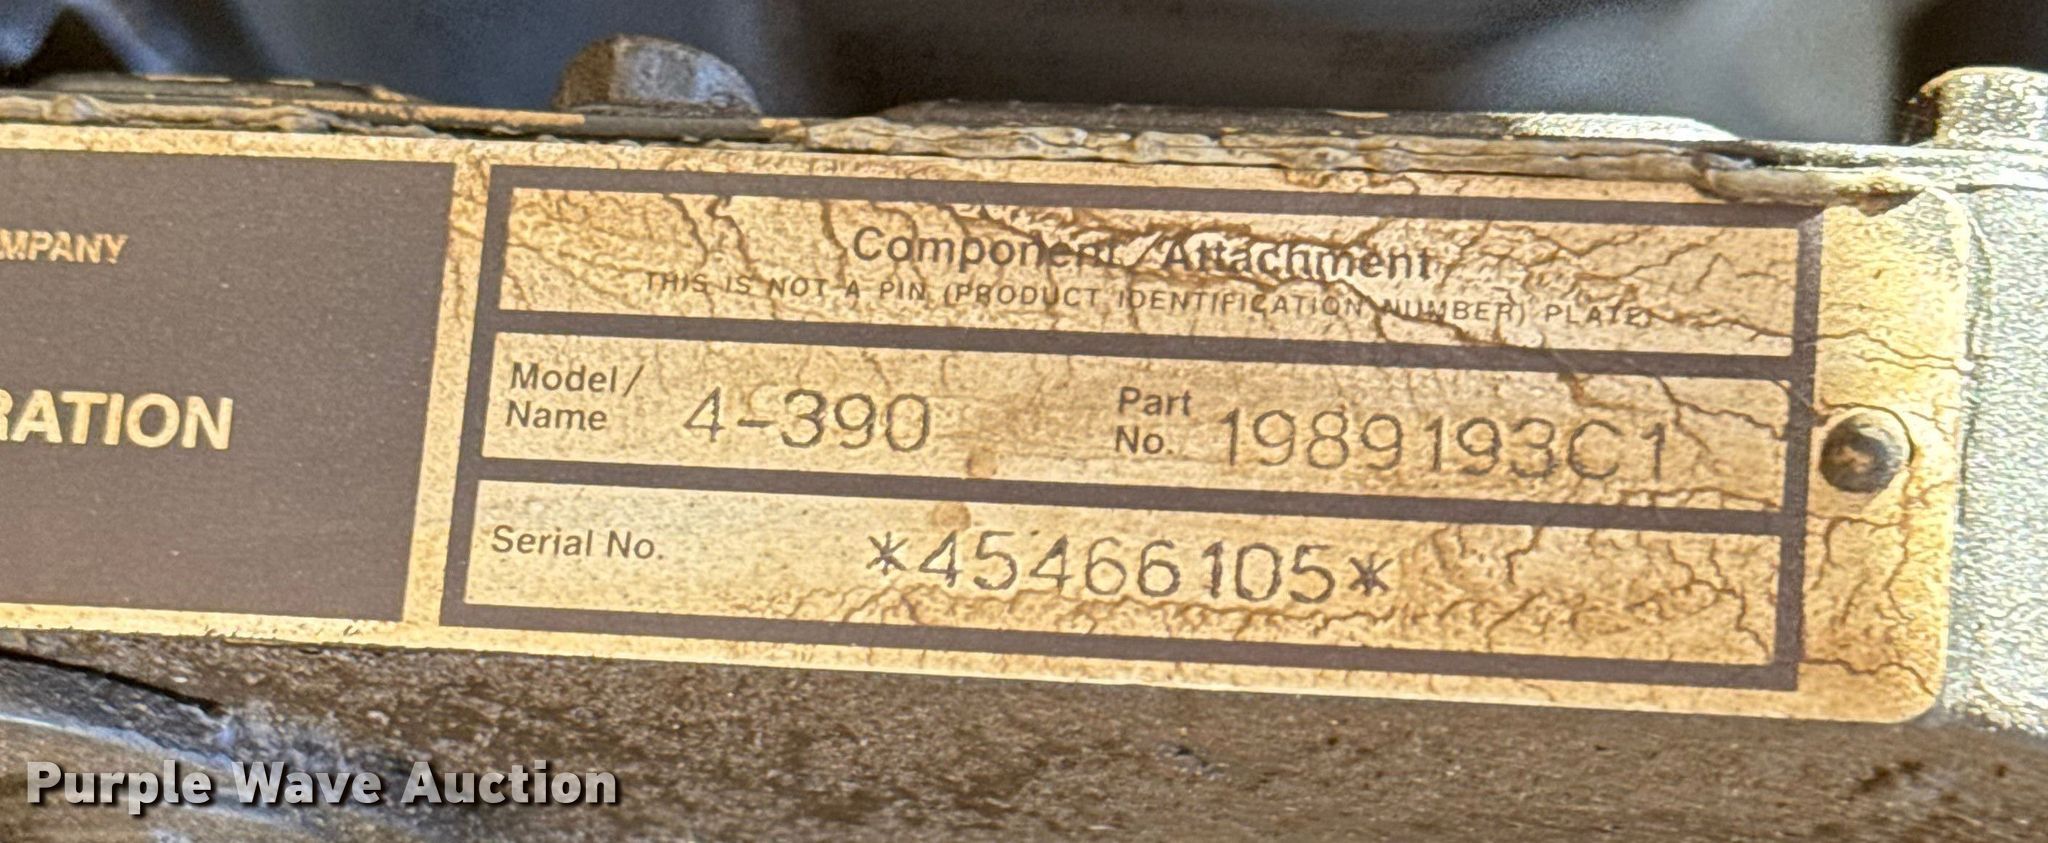 MPANY
RATION
Component/Attachment
THIS IS NOT A PIN (PRODUCT IDENTIFICATION NUMBER) PLATE
Model/ Name 4-390 Part No. 1989193C1
Serial No. *45466105*
Purple Wave Auction